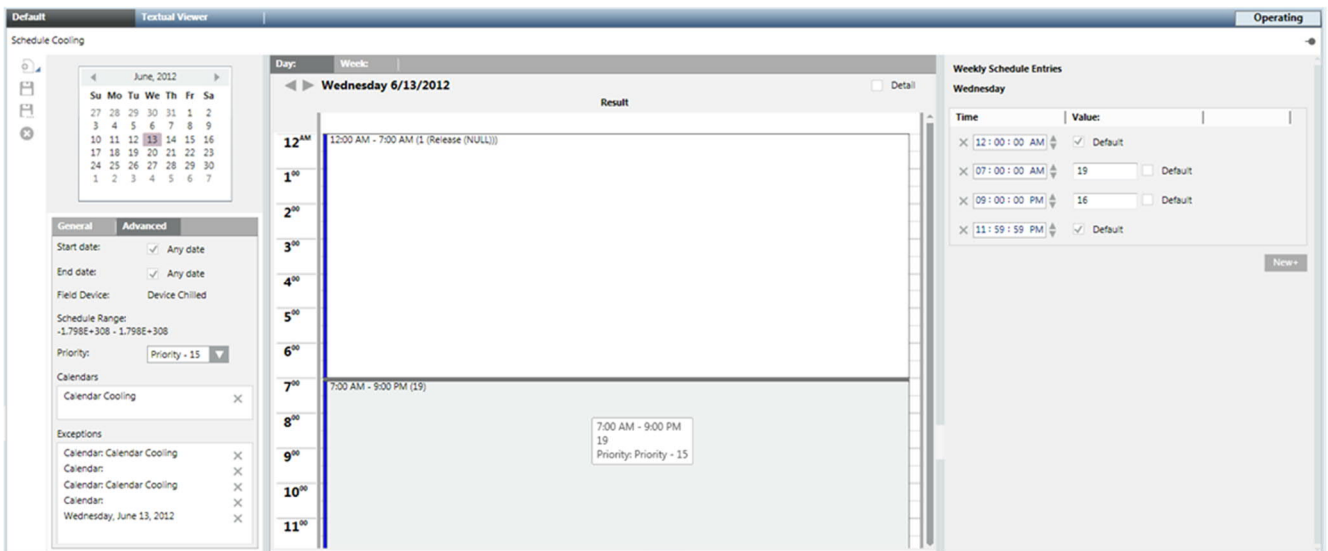 Default Textual Viewer Operating
Schedule Cooling
June, 2012
Su Mo Tu We Th Fr Sa
27 28 29 30 31 1 2
3 4 5 6 7 8 9
10 11 12 13 14 15 16
17 18 19 20 21 22 23
24 25 26 27 28 29 30
1 2 3 4 5 6 7
General Advanced
Start date: Any date
End date: Any date
Field Device: Device Chilled
Schedule Range:
-1.798E+308 - 1.798E+308
Priority: Priority - 15
Calendars
Calendar Cooling
Exceptions
Calendar: Calendar Cooling
Calendar:
Calendar: Calendar Cooling
Calendar:
Wednesday, June 13, 2012
Day: Week:
Wednesday 6/13/2012 Detail
Result
12AM 12:00 AM - 7:00 AM (1 (Release (NULL)))
100
200
300
400
500
600
700 7:00 AM - 9:00 PM (19)
800
7:00 AM - 9:00 PM
19
Priority: Priority - 15
900
1000
1100
Weekly Schedule Entries
Wednesday
Time Value:
12:00:00 AM Default
07:00:00 AM 19 Default
09:00:00 PM 16 Default
11:59:59 PM Default
New+